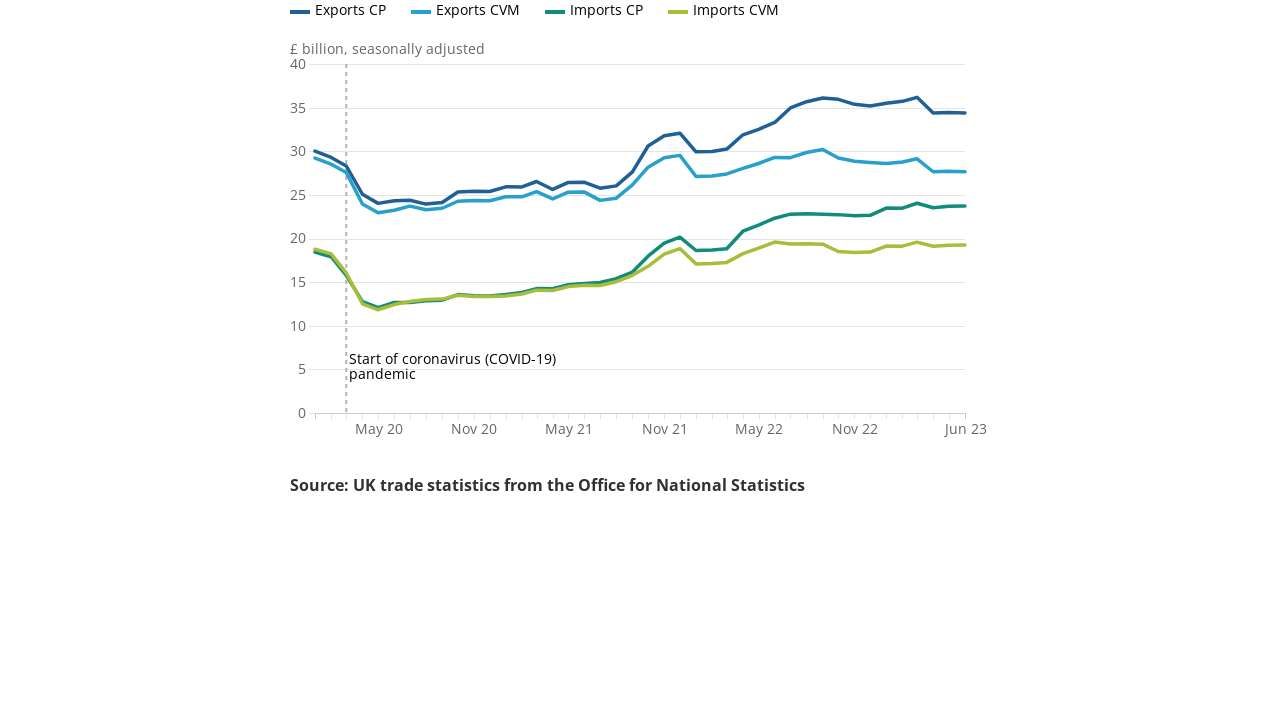 Exports CP Exports CVM Imports CP Imports CVM
£ billion, seasonally adjusted
40
35
30
25
20
15
10
Start of coronavirus (COVID-19)
5
pandemic
0
May 20 Nov 20 May 21 Nov 21 May 22 Nov 22 Jun 23
Source: UK trade statistics from the Office for National Statistics